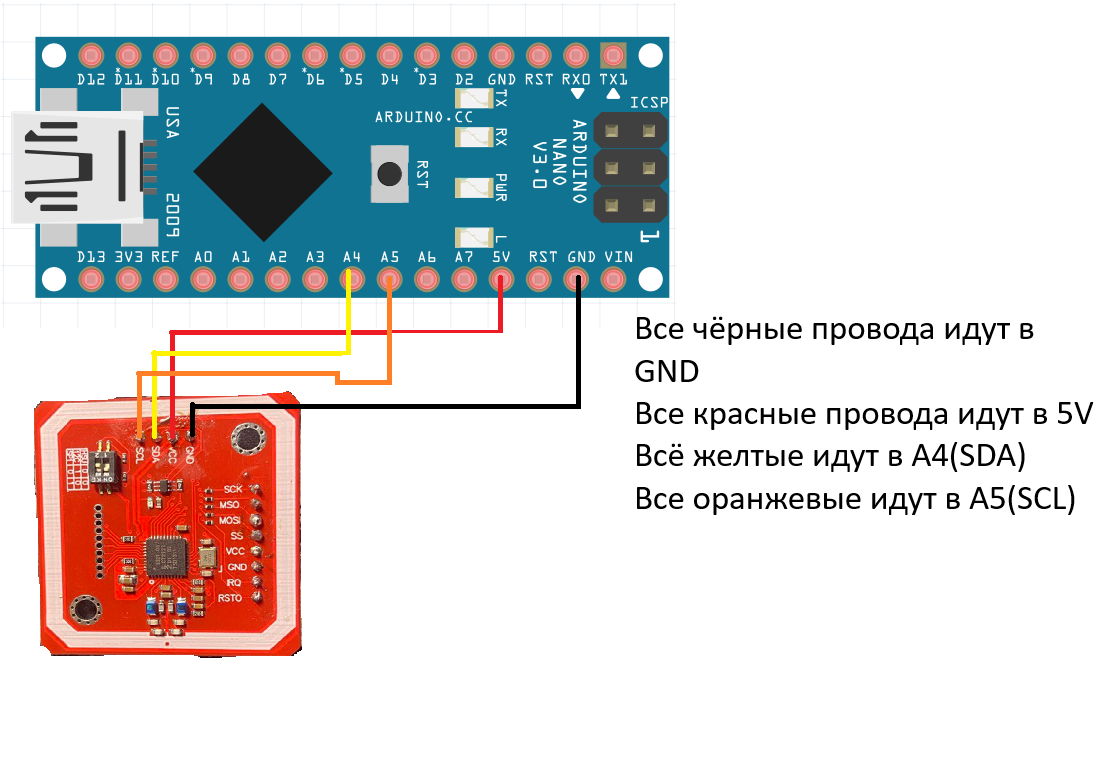 D12 D11 D10 D9 D8 D7 D6 D5 D4 D3 D2 GND RST RX0 TX1
ICSP
TX
ARDUINO.CC
RX
USA
RST
PWR
ARDUINO
NANO
V3.0
2009
L
1
D13 3V3 REF A0 A1 A2 A3 A4 A5 A6 A7 5V RST GND VIN
Все чёрные провода идут в
GND
Все красные провода идут в 5V
Всё желтые идут в A4(SDA)
Все оранжевые идут в A5(SCL)
SCL
SDA
VCC
GND
SCK
MSO
MOSI
SS
VCC
GND
IRQ
RSTO